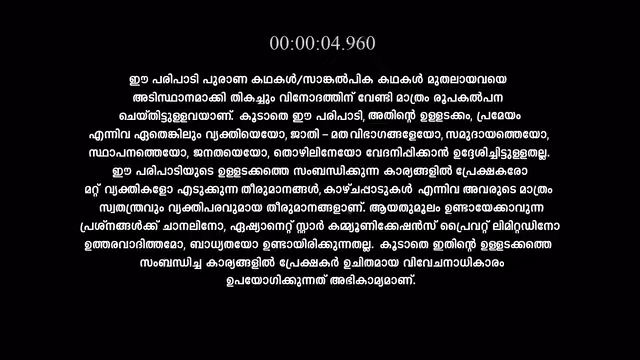 00:00:04.960
ഈ പരിപാടി പുരാണ കഥകൾ/സാങ്കൽപിക കഥകൾ മുതലായവയെ
അടിസ്ഥാനമാക്കി തികച്ചും വിനോദത്തിന് വേണ്ടി മാത്രം രൂപകൽപന
ചെയ്തിട്ടുള്ളവയാണ്. കൂടാതെ ഈ പരിപാടി, അതിന്റെ ഉള്ളടക്കം, പ്രമേയം
എന്നിവ ഏതെങ്കിലും വ്യക്തിയെയോ, ജാതി – മതവിഭാഗങ്ങളേയോ, സമുദായത്തെയോ,
സ്ഥാപനത്തെയോ, ജനതയെയോ, തൊഴിലിനേയോ വേദനിപ്പിക്കാൻ ഉദ്ദേശിച്ചിട്ടുള്ളതല്ല.
ഈ പരിപാടിയുടെ ഉള്ളടക്കത്തെ സംബന്ധിക്കുന്ന കാര്യങ്ങളിൽ പ്രേക്ഷകരോ
മറ്റ് വ്യക്തികളോ എടുക്കുന്ന തീരുമാനങ്ങൾ, കാഴ്ചപ്പാടുകൾ എന്നിവ അവരുടെ മാത്രം
സ്വതന്ത്രവും വ്യക്തിപരവുമായ തീരുമാനങ്ങളാണ്. ആയതുമൂലം ഉണ്ടായേക്കാവുന്ന
പ്രശ്നങ്ങൾക്ക് ചാനലിനോ, ഏഷ്യാനെറ്റ് സ്റ്റാർ കമ്മ്യൂണിക്കേഷൻസ് പ്രൈവറ്റ് ലിമിറ്റഡിനോ
ഉത്തരവാദിത്തമോ, ബാധ്യതയോ ഉണ്ടായിരിക്കുന്നതല്ല. കൂടാതെ ഇതിന്റെ ഉള്ളടക്കത്തെ
സംബന്ധിച്ച കാര്യങ്ങളിൽ പ്രേക്ഷകർ ഉചിതമായ വിവേചനാധികാരം
ഉപയോഗിക്കുന്നത് അഭികാമ്യമാണ്.